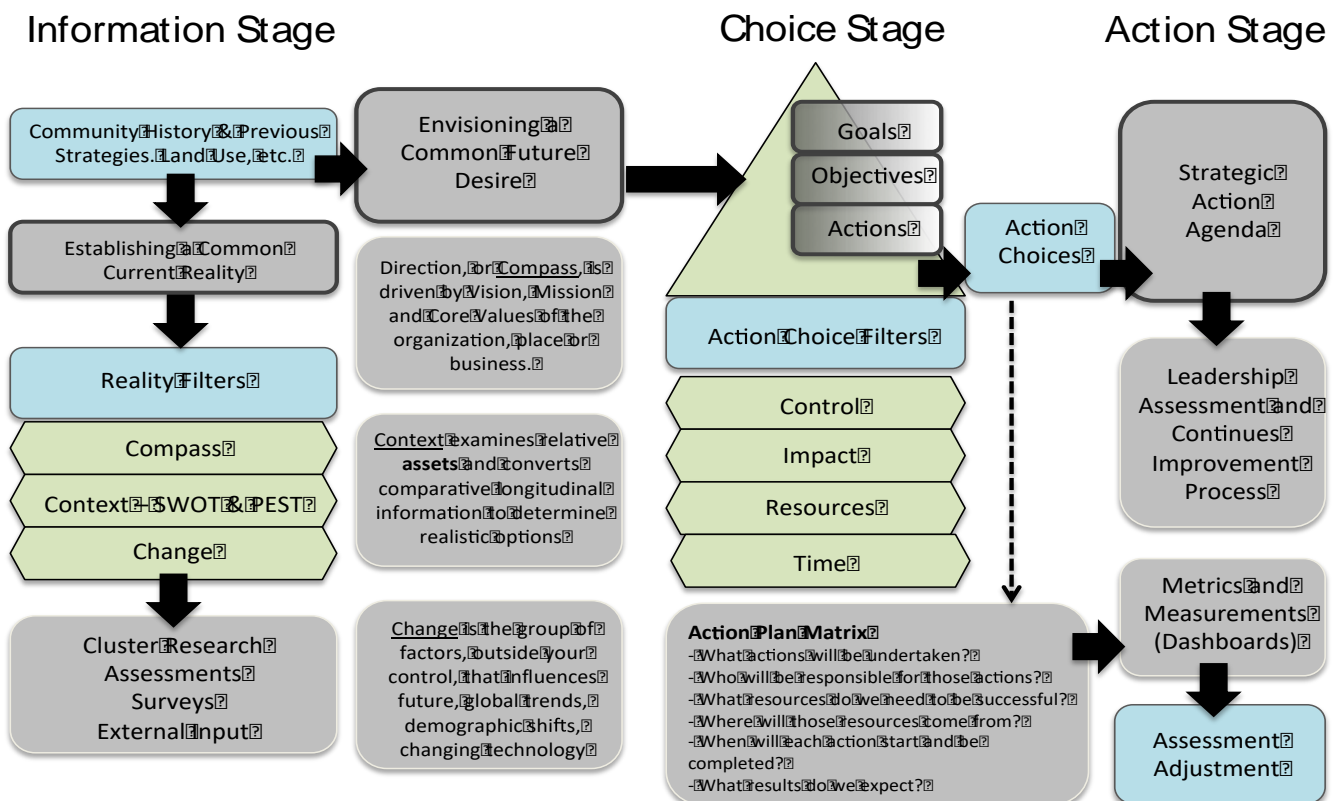 Information Stage
Choice Stage
Action Stage
Community History & Previous
Strategies. Land Use, etc.
Establishing a Common
Current Reality
Reality Filters
Compass
Context – SWOT & PEST
Change
Cluster Research
Assessments
Surveys
External Input
Envisioning a
Common Future
Desire
Direction, or Compass, is
driven by Vision, Mission
and Core Values of the
organization, place or
business.
Context examines relative
assets and converts
comparative longitudinal
information to determine
realistic options
Change is the group of
factors, outside your
control, that influences
future, global trends,
demographic shifts,
changing technology
Goals
Objectives
Actions
Action Choice Filters
Control
Impact
Resources
Time
Action Plan Matrix
- What actions will be undertaken?
- Who will be responsible for those actions?
- What resources do we need to be successful?
- Where will those resources come from?
- When will each action start and be
completed?
- What results do we expect?
Action
Choices
Strategic
Action
Agenda
Leadership
Assessment and
Continues
Improvement
Process
Metrics and
Measurements
(Dashboards)
Assessment
Adjustment